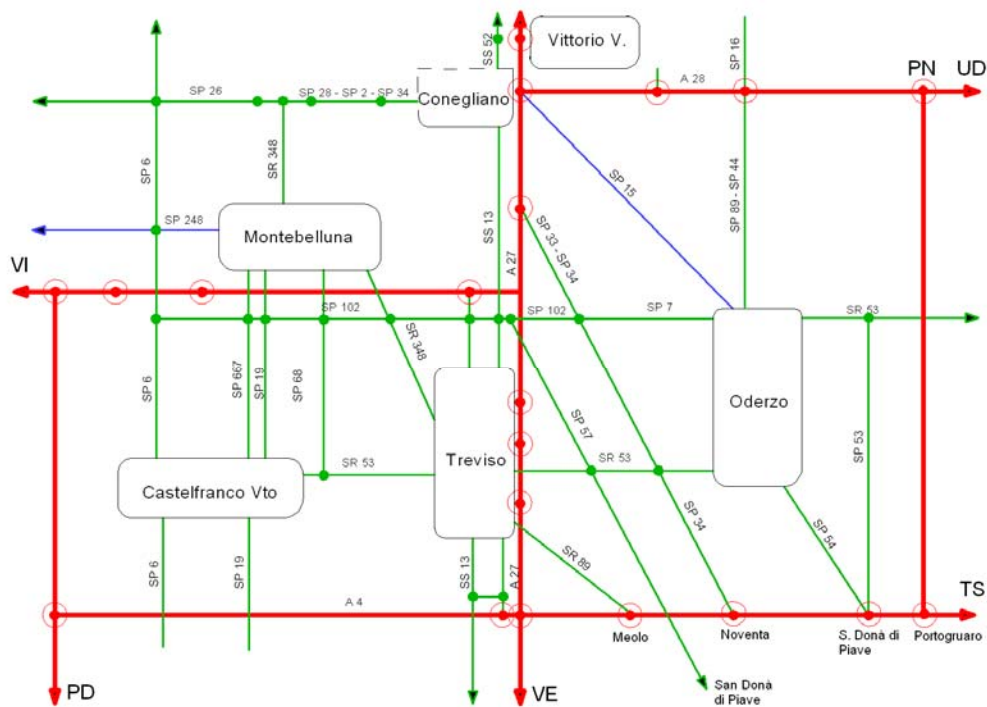 Vittorio V.
SS 52
SP 16
PN
UD
SP 26
SP 28 - SP 2 - SP 34
Conegliano
A 28
SP 6
SR 348
SP 15
SP 89 - SP 44
SP 248
Montebelluna
SS 13
A 27
SP 33 - SP 34
VI
SP 102
SP 102
SP 7
SR 53
SR 348
SP 6
SP 667
SP 19
SP 68
SP 57
Oderzo
SP 53
Treviso
SR 53
SR 53
Castelfranco Vto
SP 34
SP 54
SP 6
SP 19
SS 13
A 27
SR 89
A 4
TS
Meolo
Noventa
S. Donà di
Piave
Portogruaro
PD
VE
San Donà
di Piave